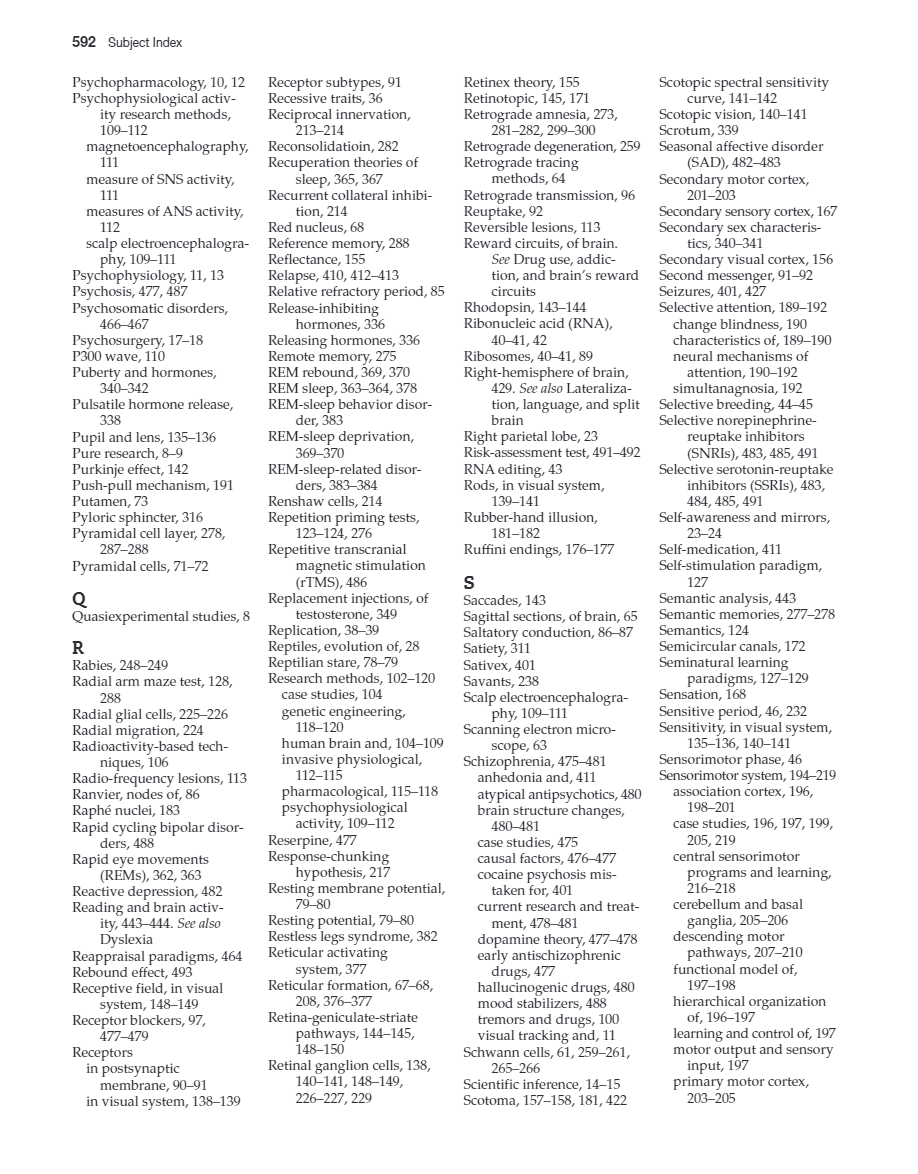 592 Subject Index
Psychopharmacology, 10, 12
Psychophysiological activ-
ity research methods,
109–112
magnetoencephalography,
111
measure of SNS activity,
111
measures of ANS activity,
112
scalp electroencephalogra-
phy, 109–111
Psychophysiology, 11, 13
Psychosis, 477, 487
Psychosomatic disorders,
466–467
Psychosurgery, 17–18
P300 wave, 110
Puberty and hormones,
340–342
Pulsatile hormone release,
338
Pupil and lens, 135–136
Pure research, 8–9
Purkinje effect, 142
Push-pull mechanism, 191
Putamen, 73
Pyloric sphincter, 316
Pyramidal cell layer, 278,
287–288
Pyramidal cells, 71–72
Q
Quasiexperimental studies, 8
R
Rabies, 248–249
Radial arm maze test, 128,
288
Radial glial cells, 225–226
Radial migration, 224
Radioactivity-based tech-
niques, 106
Radio-frequency lesions, 113
Ranvier, nodes of, 86
Raphé nuclei, 183
Rapid cycling bipolar disor-
ders, 488
Rapid eye movements
(REMs), 362, 363
Reactive depression, 482
Reading and brain activ-
ity, 443–444. See also
Dyslexia
Reappraisal paradigms, 464
Rebound effect, 493
Receptive field, in visual
system, 148–149
Receptor blockers, 97,
477–479
Receptors
in postsynaptic
membrane, 90–91
in visual system, 138–139
Receptor subtypes, 91
Recessive traits, 36
Reciprocal innervation,
213–214
Reconsolidatioin, 282
Recuperation theories of
sleep, 365, 367
Recurrent collateral inhibi-
tion, 214
Red nucleus, 68
Reference memory, 288
Reflectance, 155
Relapse, 410, 412–413
Relative refractory period, 85
Release-inhibiting
hormones, 336
Releasing hormones, 336
Remote memory, 275
REM rebound, 369, 370
REM sleep, 363–364, 378
REM-sleep behavior disor-
der, 383
REM-sleep deprivation,
369–370
REM-sleep-related disor-
ders, 383–384
Renshaw cells, 214
Repetition priming tests,
123–124, 276
Repetitive transcranial
magnetic stimulation
(rTMS), 486
Replacement injections, of
testosterone, 349
Replication, 38–39
Reptiles, evolution of, 28
Reptilian stare, 78–79
Research methods, 102–120
case studies, 104
genetic engineering,
118–120
human brain and, 104–109
invasive physiological,
112–115
pharmacological, 115–118
psychophysiological
activity, 109–112
Reserpine, 477
Response-chunking
hypothesis, 217
Resting membrane potential,
79–80
Resting potential, 79–80
Restless legs syndrome, 382
Reticular activating
system, 377
Reticular formation, 67–68,
208, 376–377
Retina-geniculate-striate
pathways, 144–145,
148–150
Retinal ganglion cells, 138,
140–141, 148–149,
226–227, 229
Retinex theory, 155
Retinotopic, 145, 171
Retrograde amnesia, 273,
281–282, 299–300
Retrograde degeneration, 259
Retrograde tracing
methods, 64
Retrograde transmission, 96
Reuptake, 92
Reversible lesions, 113
Reward circuits, of brain.
See Drug use, addic-
tion, and brain's reward
circuits
Rhodopsin, 143–144
Ribonucleic acid (RNA),
40–41, 42
Ribosomes, 40–41, 89
Right-hemisphere of brain,
429. See also Lateraliza-
tion, language, and split
brain
Right parietal lobe, 23
Risk-assessment test, 491–492
RNA editing, 43
Rods, in visual system,
139–141
Rubber-hand illusion,
181–182
Ruffini endings, 176–177
S
Saccades, 143
Sagittal sections, of brain, 65
Saltatory conduction, 86–87
Satiety, 311
Sativex, 401
Savants, 238
Scalp electroencephalogra-
phy, 109–111
Scanning electron micro-
scope, 63
Schizophrenia, 475–481
anhedonia and, 411
atypical antipsychotics, 480
brain structure changes,
480–481
case studies, 475
causal factors, 476–477
cocaine psychosis mis-
taken for, 401
current research and treat-
ment, 478–481
dopamine theory, 477–478
early antischizophrenic
drugs, 477
hallucinogenic drugs, 480
mood stabilizers, 488
tremors and drugs, 100
visual tracking and, 11
Schwann cells, 61, 259–261,
265–266
Scientific inference, 14–15
Scotoma, 157–158, 181, 422
Scotopic spectral sensitivity
curve, 141–142
Scotopic vision, 140–141
Scrotum, 339
Seasonal affective disorder
(SAD), 482–483
Secondary motor cortex,
201–203
Secondary sensory cortex, 167
Secondary sex characteris-
tics, 340–341
Secondary visual cortex, 156
Second messenger, 91–92
Seizures, 401, 427
Selective attention, 189–192
change blindness, 190
characteristics of, 189–190
neural mechanisms of
attention, 190–192
simultanagnosia, 192
Selective breeding, 44–45
Selective norepinephrine-
reuptake inhibitors
(SNRIs), 483, 485, 491
Selective serotonin-reuptake
inhibitors (SSRIs), 483,
484, 485, 491
Self-awareness and mirrors,
23–24
Self-medication, 411
Self-stimulation paradigm,
127
Semantic analysis, 443
Semantic memories, 277–278
Semantics, 124
Semicircular canals, 172
Seminatural learning
paradigms, 127–129
Sensation, 168
Sensitive period, 46, 232
Sensitivity, in visual system,
135–136, 140–141
Sensorimotor phase, 46
Sensorimotor system, 194–219
association cortex, 196,
198–201
case studies, 196, 197, 199,
205, 219
central sensorimotor
programs and learning,
216–218
cerebellum and basal
ganglia, 205–206
descending motor
pathways, 207–210
functional model of,
197–198
hierarchical organization
of, 196–197
learning and control of, 197
motor output and sensory
input, 197
primary motor cortex,
203–205